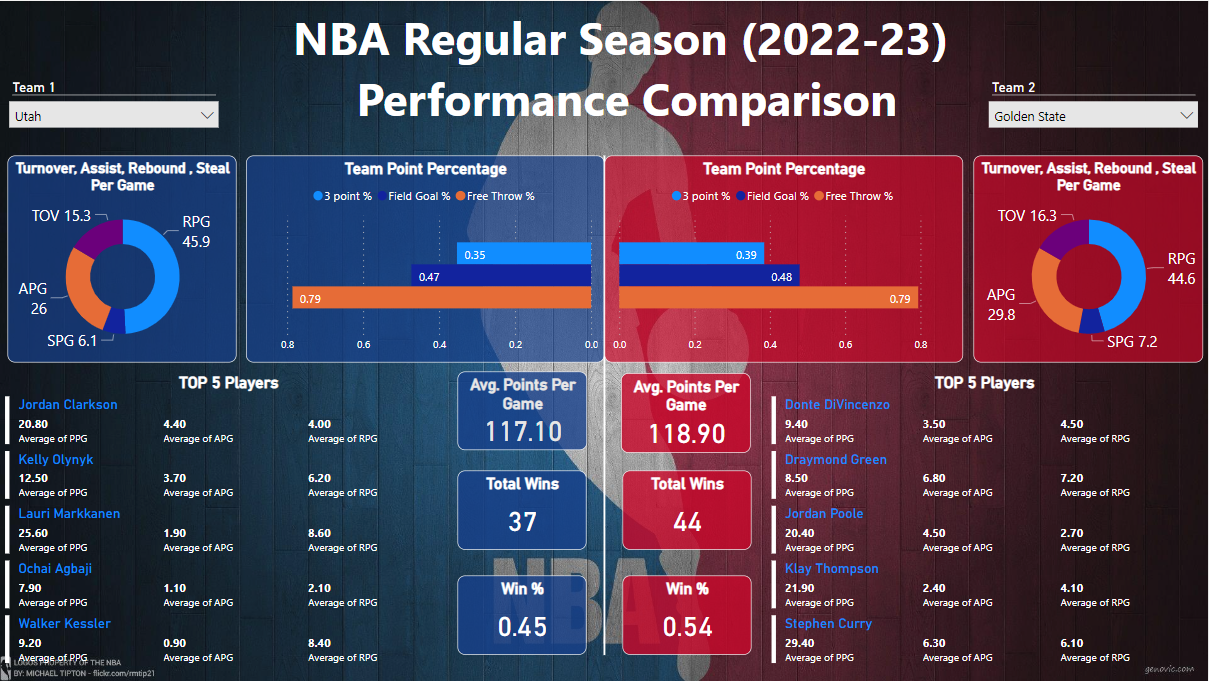 NBA Regular Season (2022-23)
Performance Comparison
Team 1
Utah
Team 2
Golden State
Turnover, Assist, Rebound , Steal
Per Game
TOV 15.3
RPG
45.9
APG
26
SPG 6.1
Team Point Percentage
3 point % Field Goal % Free Throw %
0.35
0.47
0.79
0.8 0.6 0.4 0.2 0.0
Team Point Percentage
3 point % Field Goal % Free Throw %
0.39
0.48
0.79
0.0 0.2 0.4 0.6 0.8
Turnover, Assist, Rebound , Steal
Per Game
TOV 16.3
RPG
44.6
APG
29.8
SPG 7.2
TOP 5 Players
Jordan Clarkson
20.80 4.40 4.00
Average of PPG Average of APG Average of RPG
Kelly Olynyk
12.50 3.70 6.20
Average of PPG Average of APG Average of RPG
Lauri Markkanen
25.60 1.90 8.60
Average of PPG Average of APG Average of RPG
Ochai Agbaji
7.90 1.10 2.10
Average of PPG Average of APG Average of RPG
Walker Kessler
9.20 0.90 8.40
Average of PPG Average of APG Average of RPG
Avg. Points Per
Game
117.10
Total Wins
37
Win %
0.45
Avg. Points Per
Game
118.90
Total Wins
44
Win %
0.54
NBA
TOP 5 Players
Donte DiVincenzo
9.40 3.50 4.50
Average of PPG Average of APG Average of RPG
Draymond Green
8.50 6.80 7.20
Average of PPG Average of APG Average of RPG
Jordan Poole
20.40 4.50 2.70
Average of PPG Average of APG Average of RPG
Klay Thompson
21.90 2.40 4.10
Average of PPG Average of APG Average of RPG
Stephen Curry
29.40 6.30 6.10
Average of PPG Average of APG Average of RPG
LOGOS PROPERTY OF THE NBA
BY: MICHAEL TIPTON - flickr.com/rmtip21
genovic.com